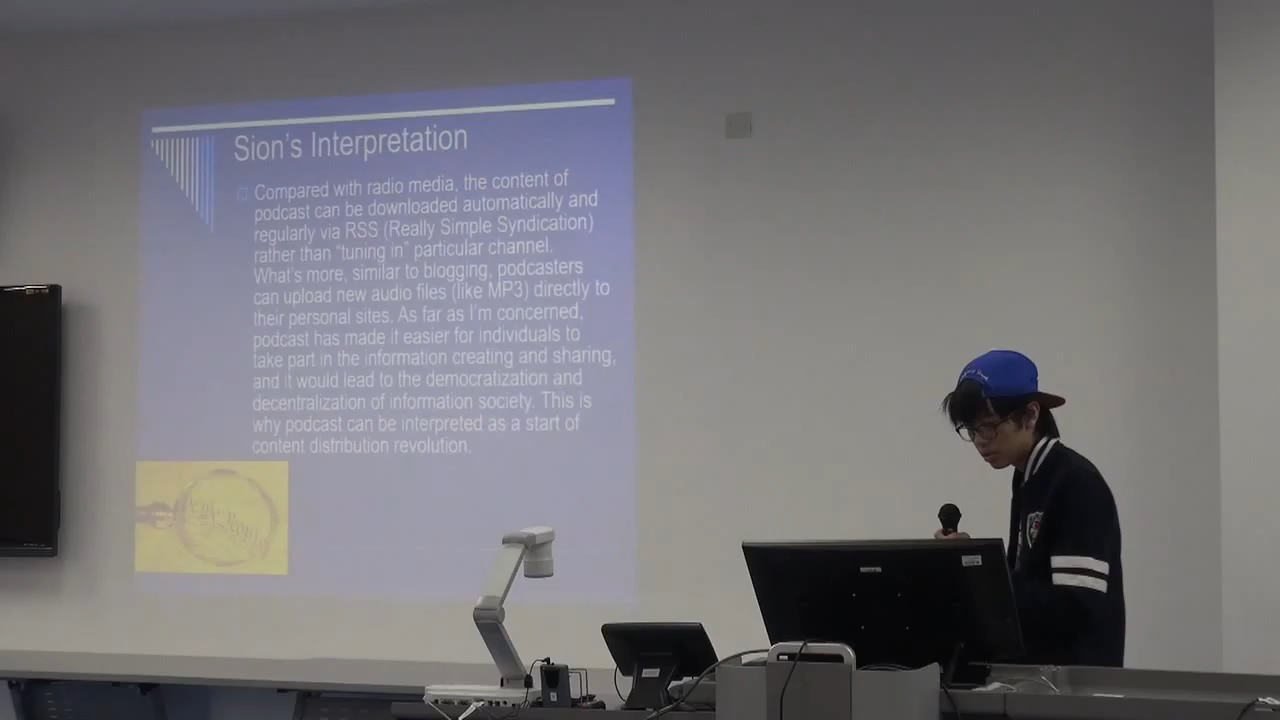 Sion's Interpretation
Compared with radio media, the content of
podcast can be downloaded automatically and
regularly via RSS (Really Simple Syndication)
rather than "tuning in" particular channel.
What's more, similar to blogging, podcasters
can upload new audio files (like MP3) directly to
their personal sites. As far as I'm concerned,
podcast has made it easier for individuals to
take part in the information creating and sharing,
and it would lead to the democratization and
decentralization of information society. This is
why podcast can be interpreted as a start of
content distribution revolution.